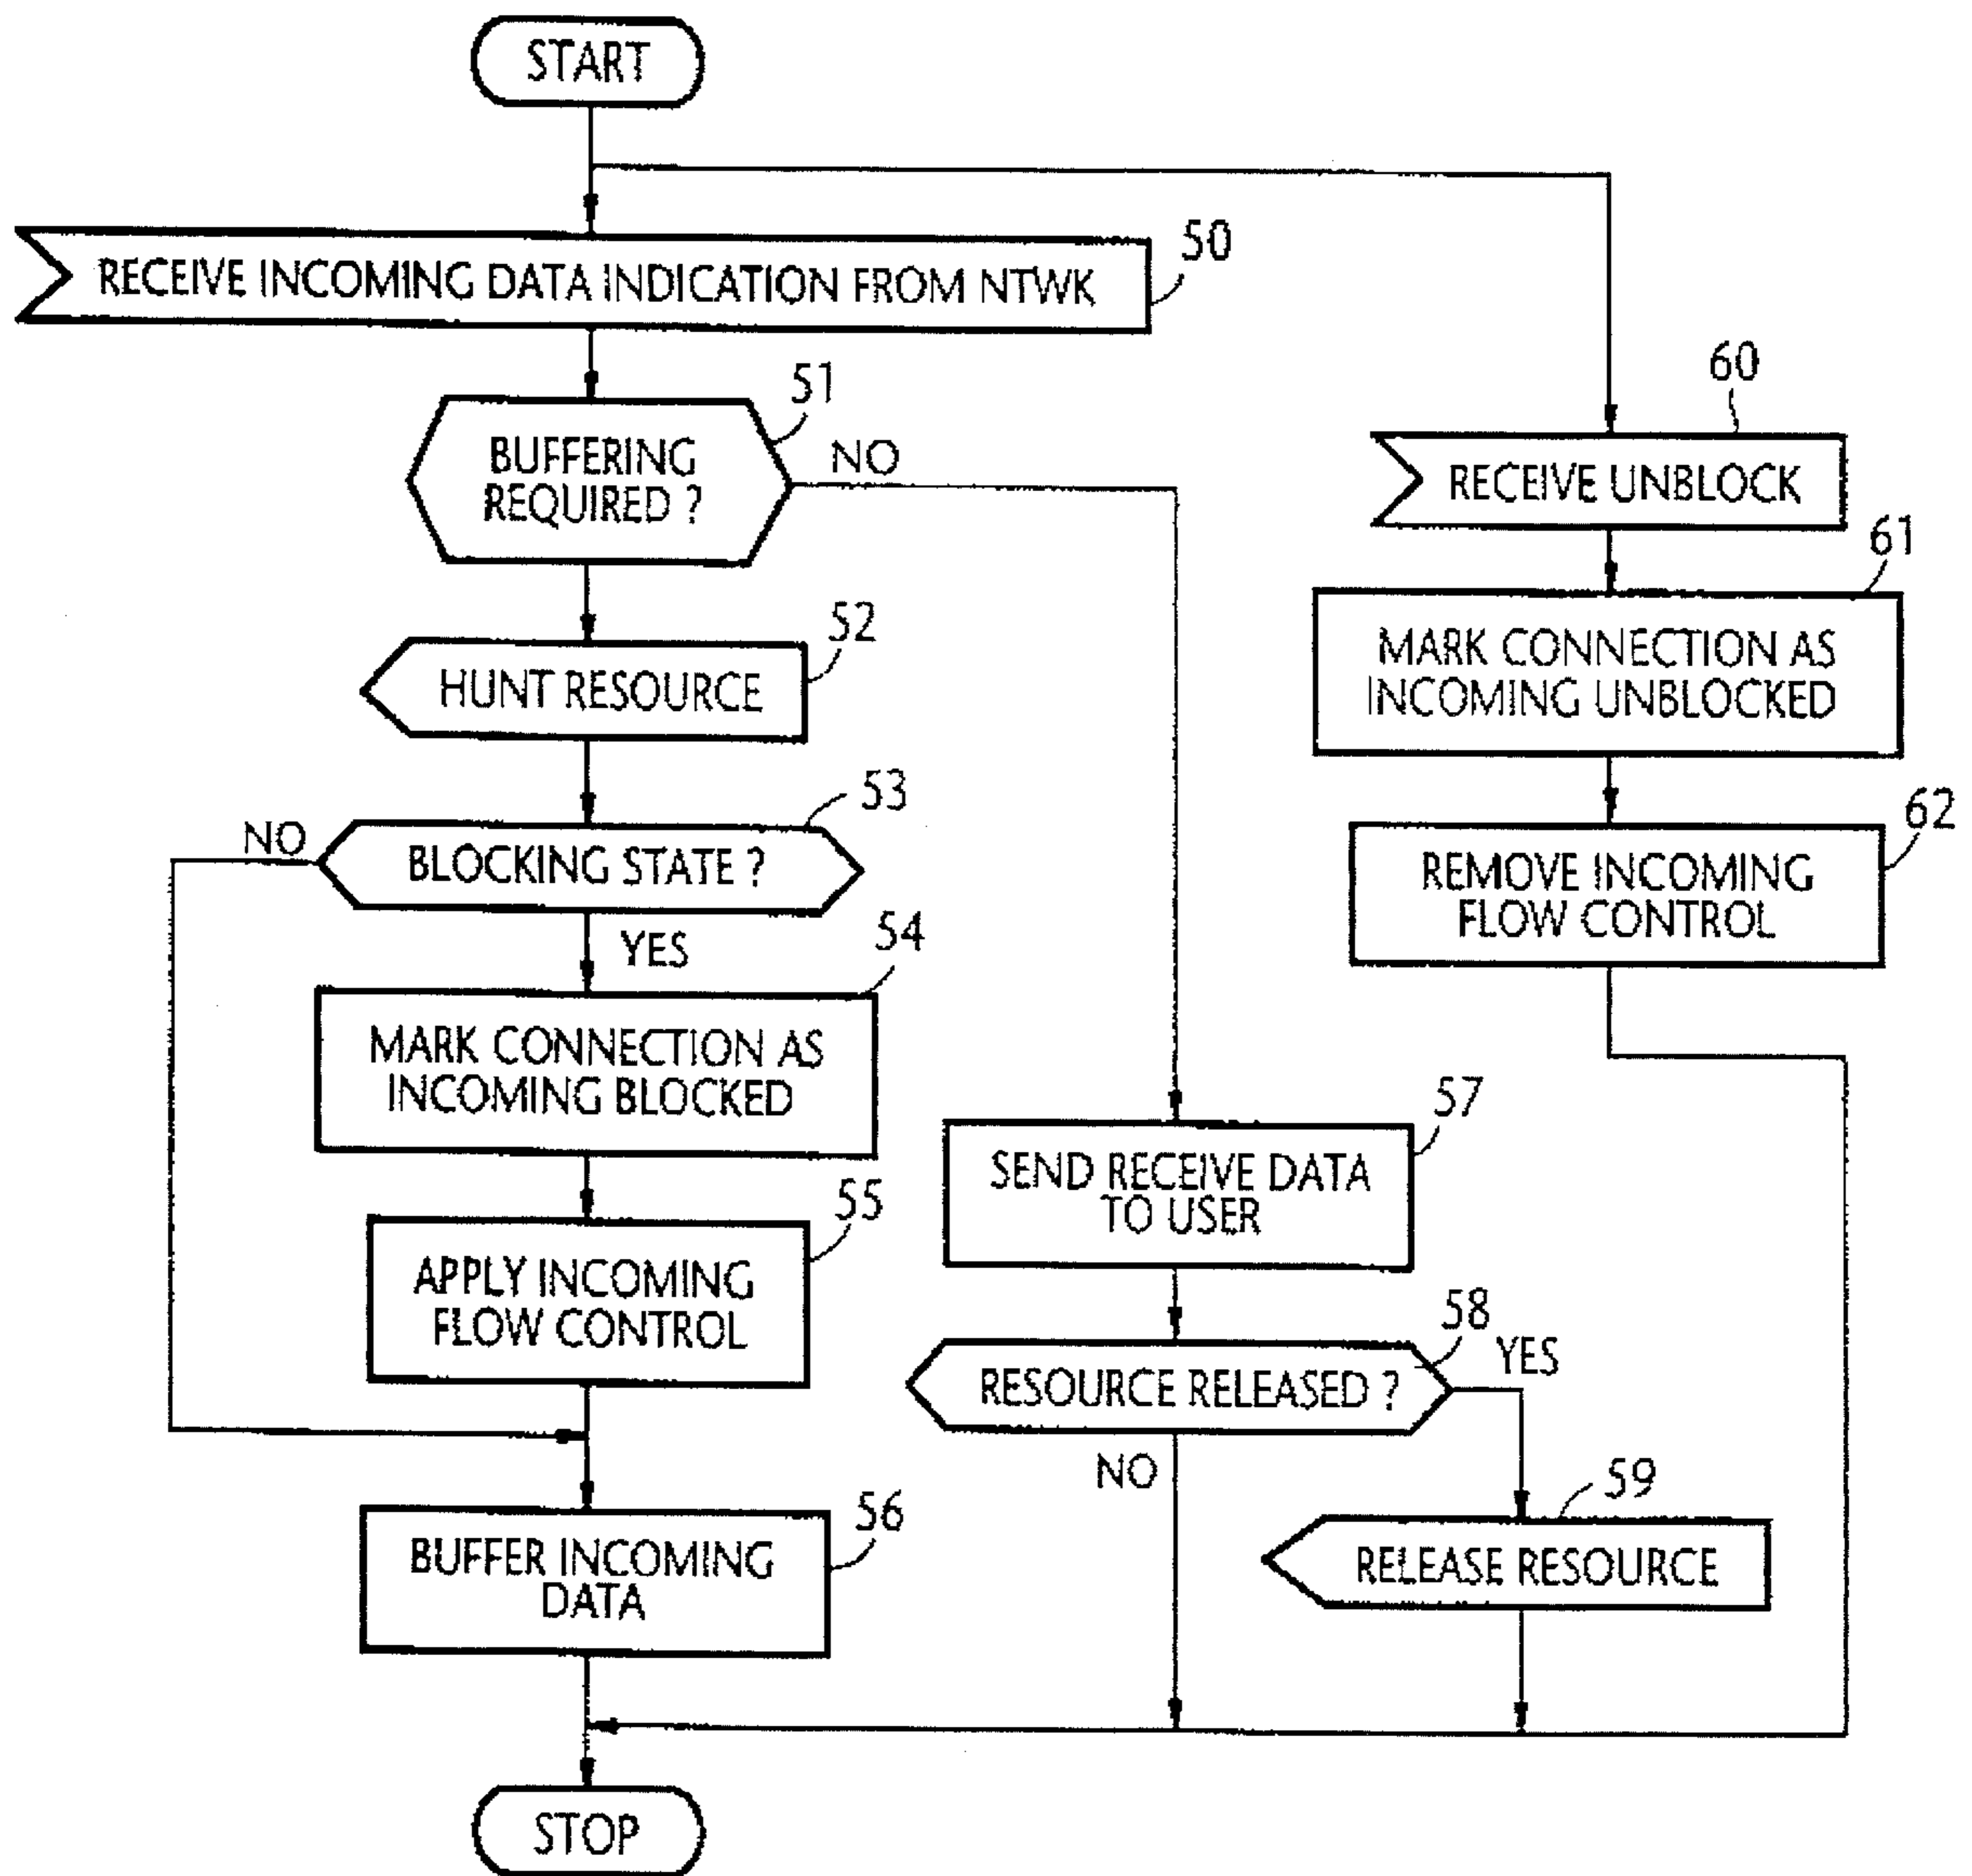 START
RECEIVE INCOMING DATA INDICATION FROM NTWK
50
BUFFERING
REQUIRED ?
51
NO
HUNT RESOURCE
52
BLOCKING STATE ?
53
NO
YES
MARK CONNECTION AS
INCOMING BLOCKED
54
APPLY INCOMING
FLOW CONTROL
55
BUFFER INCOMING
DATA
56
SEND RECEIVE DATA
TO USER
57
RESOURCE RELEASED ?
58
YES
NO
RELEASE RESOURCE
59
RECEIVE UNBLOCK
60
MARK CONNECTION AS
INCOMING UNBLOCKED
61
REMOVE INCOMING
FLOW CONTROL
62
STOP